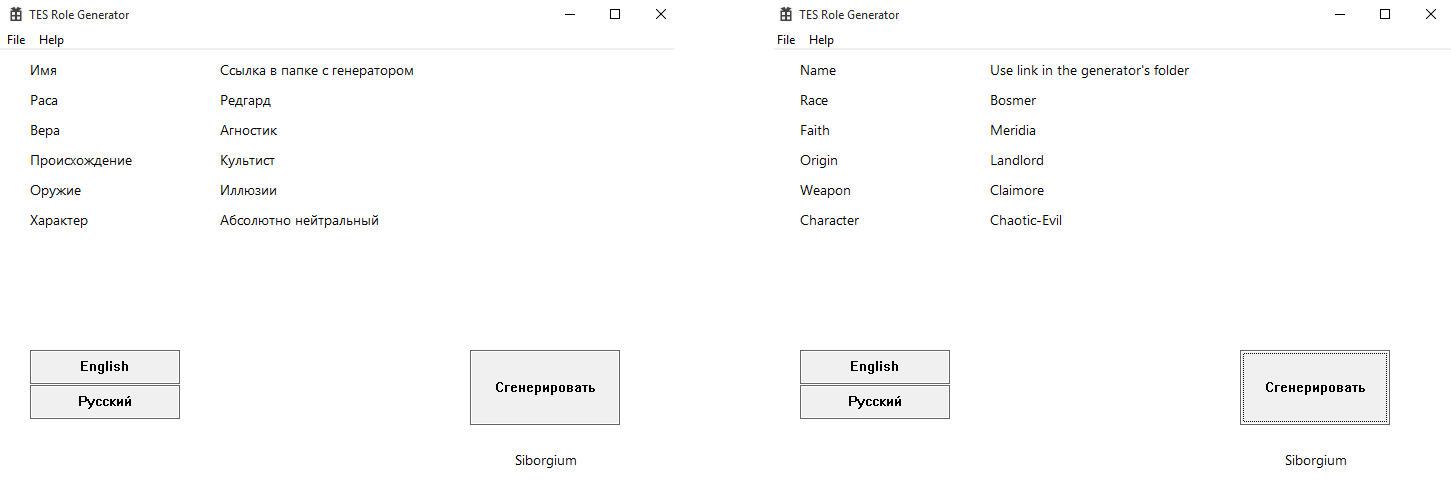 TES Role Generator
File Help
Имя Ссылка в папке с генератором
Раса Редгард
Вера Агностик
Происхождение Культист
Оружие Иллюзии
Характер Абсолютно нейтральный
English
Русский
Сгенерировать
Siborgium
TES Role Generator
File Help
Name Use link in the generator's folder
Race Bosmer
Faith Meridia
Origin Landlord
Weapon Claimore
Character Chaotic-Evil
English
Русский
Сгенерировать
Siborgium